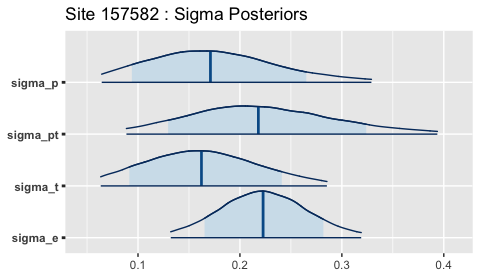 Site 157582 : Sigma Posteriors
sigma_p
sigma_pt
sigma_t
sigma_e
0.1 0.2 0.3 0.4